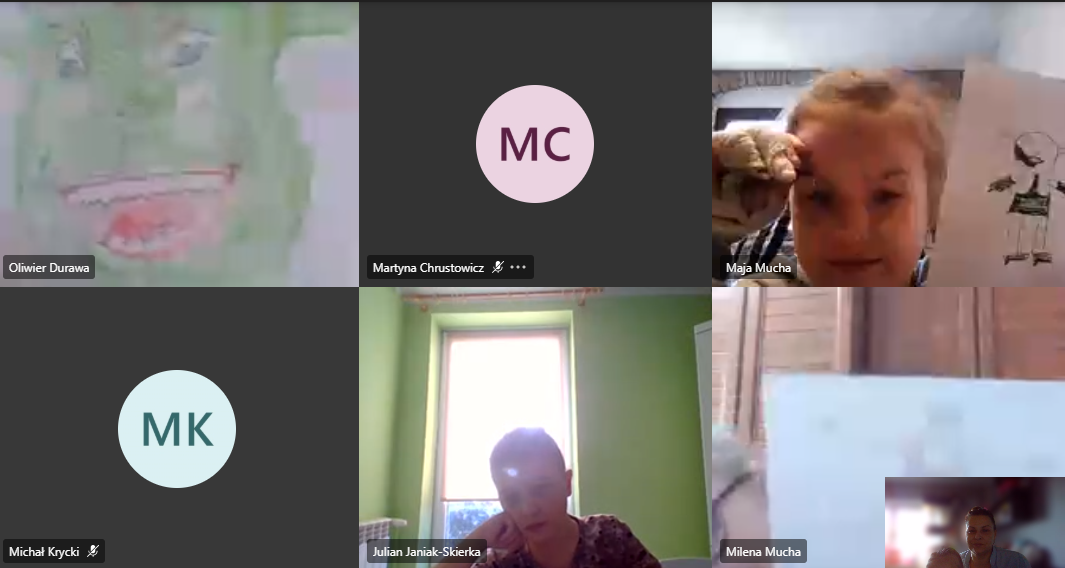 Oliwier Durawa
MC
Martyna Chrustowicz
Maja Mucha
MK
Michał Krycki
Julian Janiak-Skierka
Milena Mucha